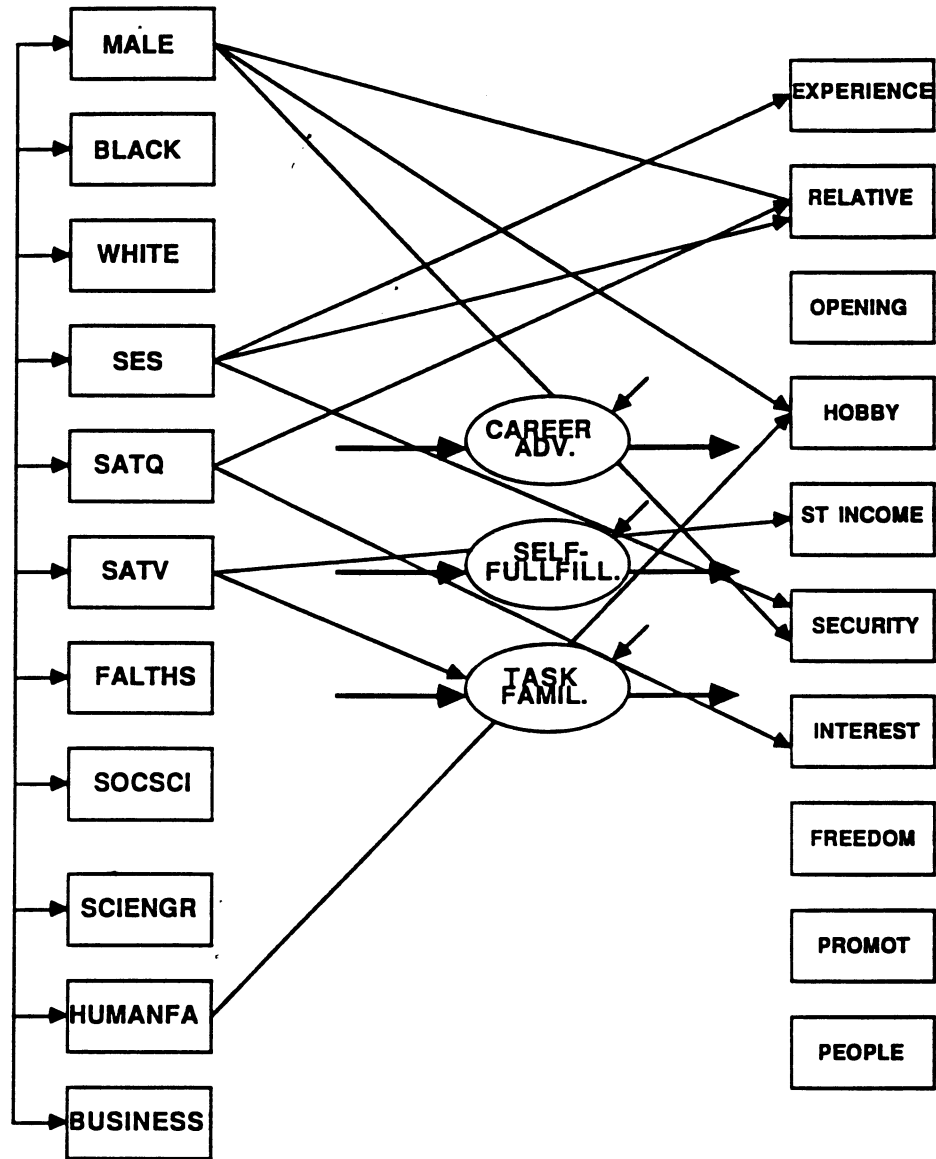 MALE
BLACK
WHITE
SES
SATQ
SATV
FALTHS
SOCSCI
SCIENGR
HUMANFA
BUSINESS
CAREER
ADV.
SELF-
FULLFILL.
TASK
FAMIL.
EXPERIENCE
RELATIVE
OPENING
HOBBY
ST INCOME
SECURITY
INTEREST
FREEDOM
PROMOT
PEOPLE